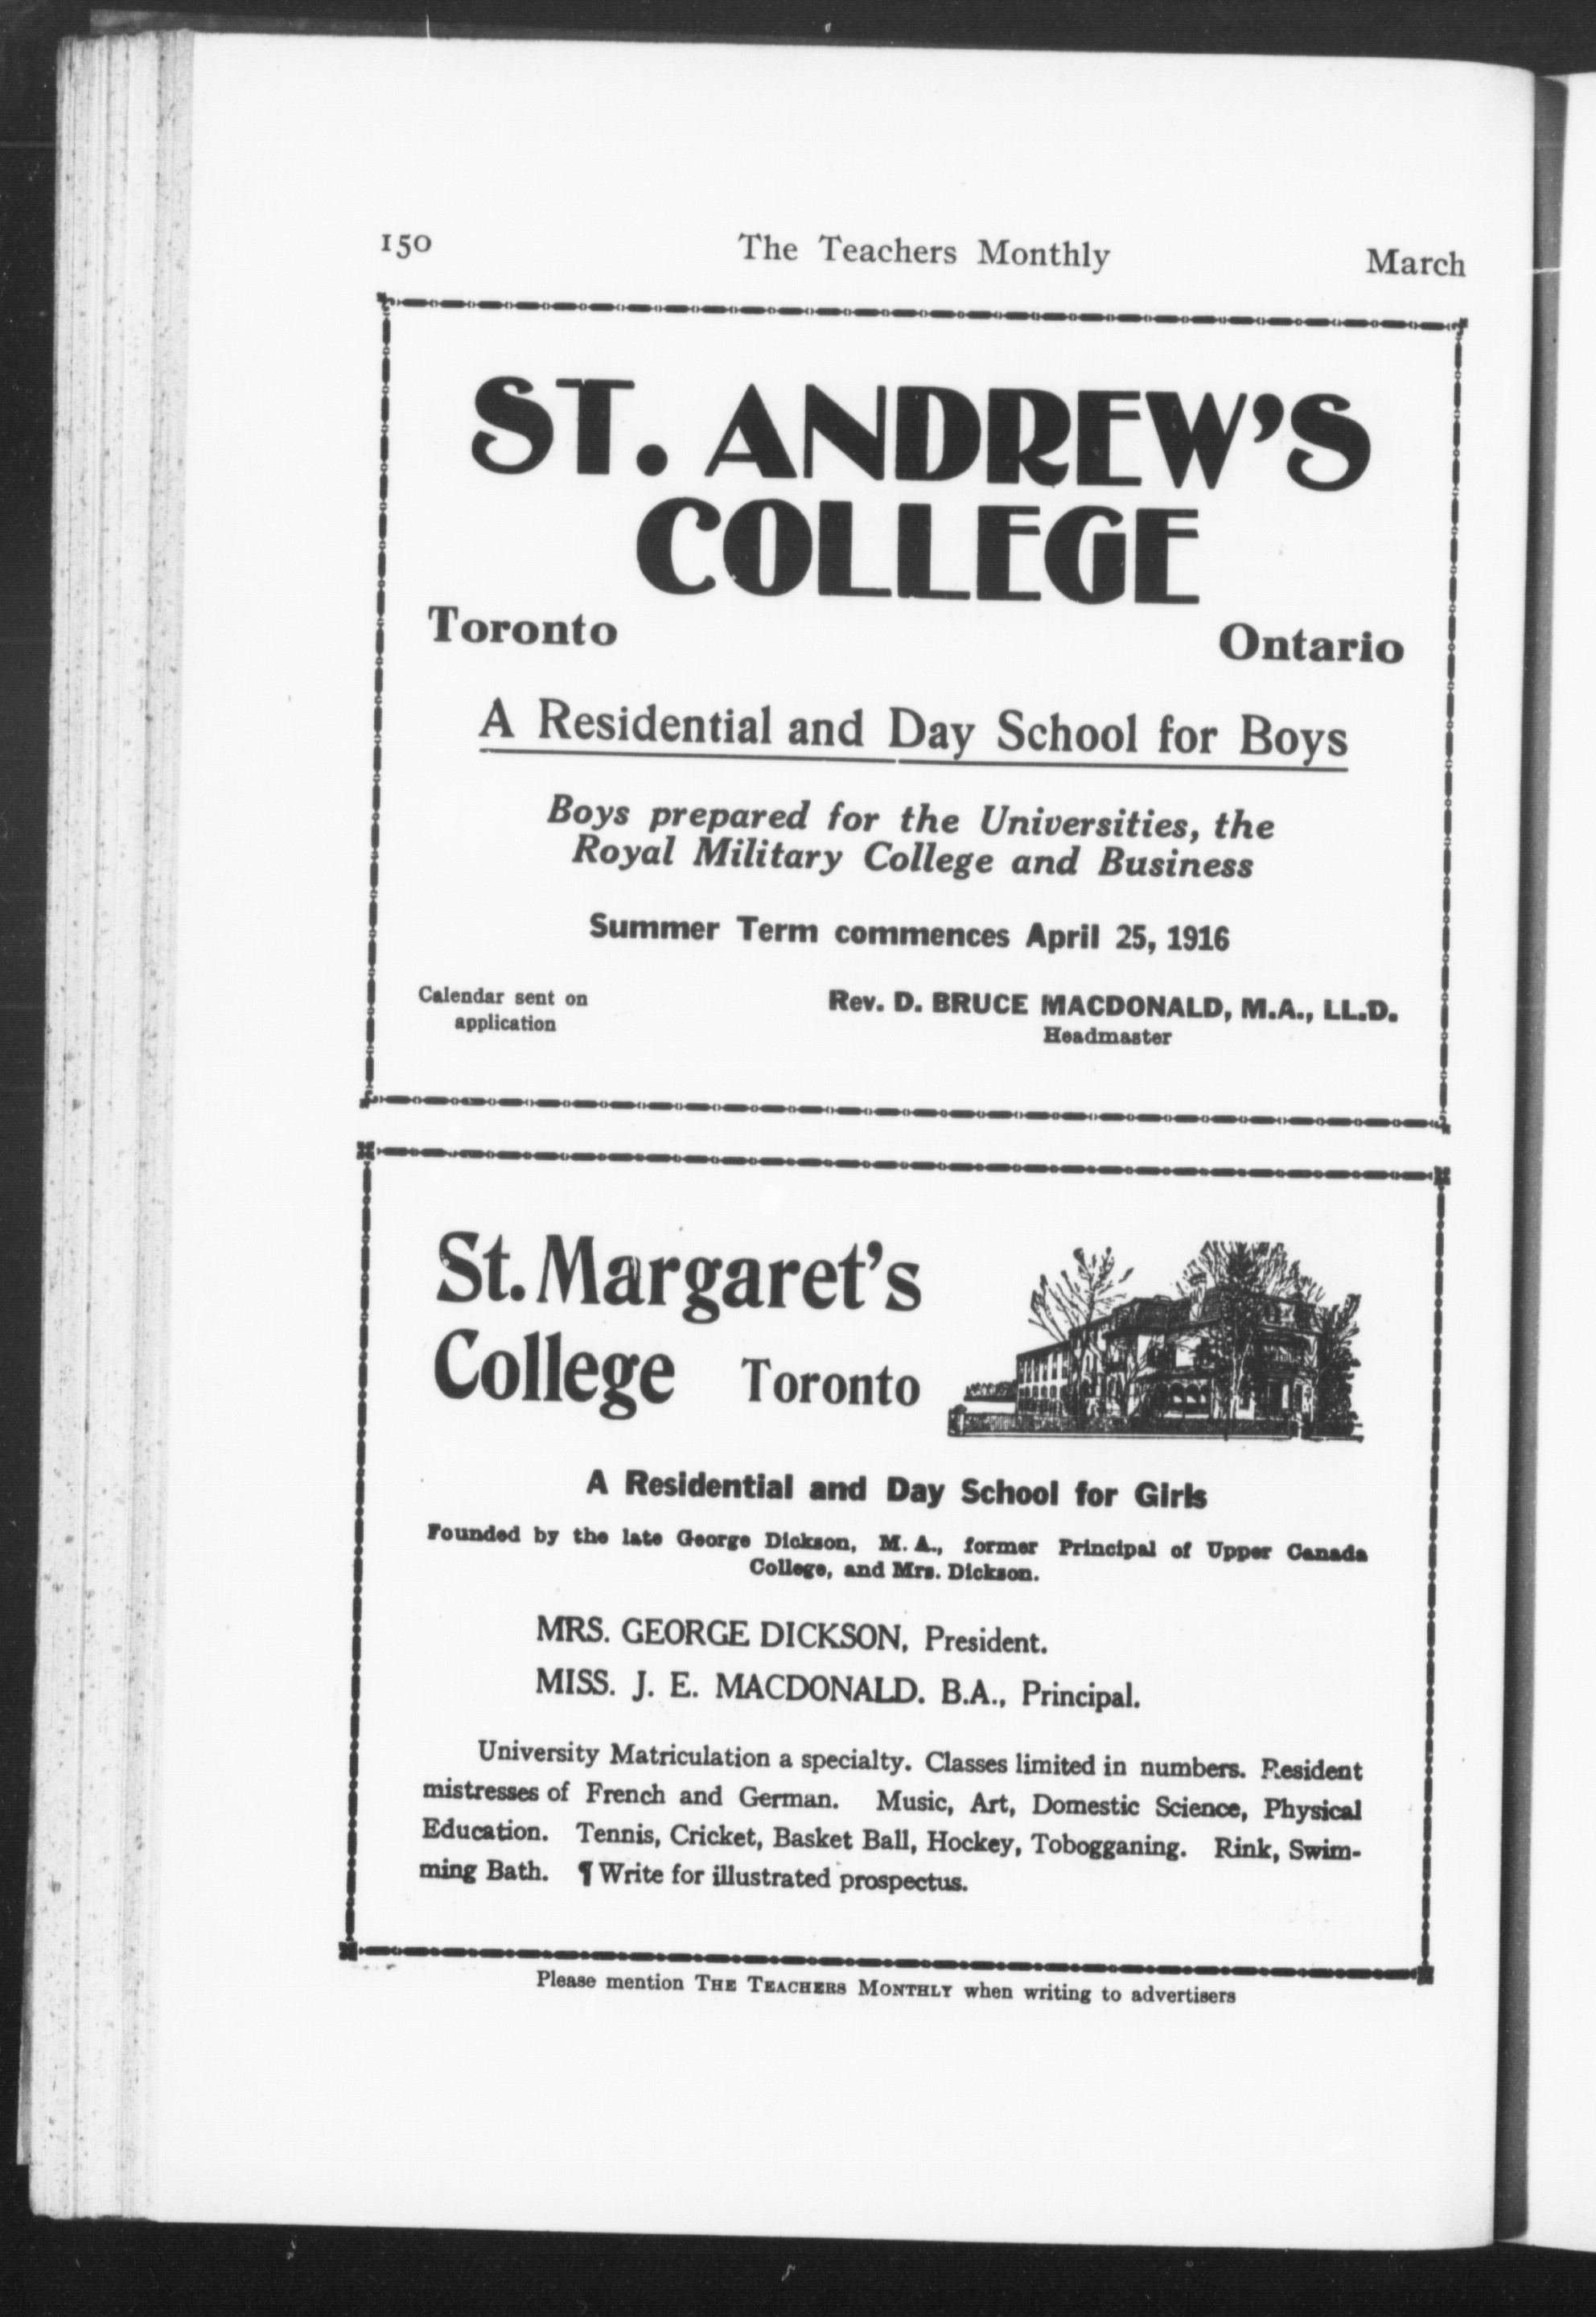 150 The Teachers Monthly March
ST. ANDREW'S
COLLEGE
Toronto Ontario
A Residential and Day School for Boys
Boys prepared for the Universities, the
Royal Military College and Business
Summer Term commences April 25, 1916
Calendar sent on
application
Rev. D. BRUCE MACDONALD, M.A., LL.D.
Headmaster
St. Margaret's
College Toronto
A Residential and Day School for Girls
Founded by the late George Dickson, M. A., former Principal of Upper Canada
College, and Mrs. Dickson.
MRS. GEORGE DICKSON, President.
MISS. J. E. MACDONALD. B.A., Principal.
University Matriculation a specialty. Classes limited in numbers. Resident
mistresses of French and German. Music, Art, Domestic Science, Physical
Education. Tennis, Cricket, Basket Ball, Hockey, Tobogganing. Rink, Swim-
ming Bath. ¶ Write for illustrated prospectus.
Please mention THE TEACHERS MONTHLY when writing to advertisers